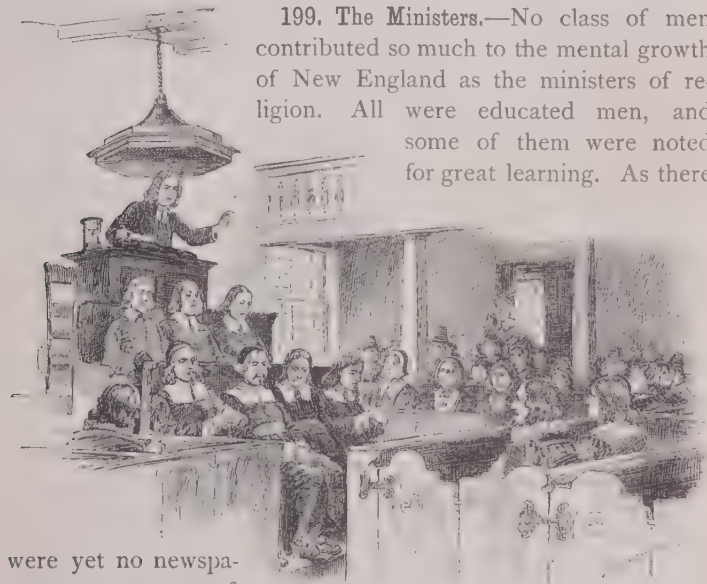 199. The Ministers.—No class of men
contributed so much to the mental growth
of New England as the ministers of re-
ligion. All were educated men, and
some of them were noted
for great learning. As there
were yet no newspa-